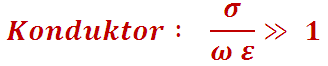 Konduktor : σ/(ω ε) ≫ 1